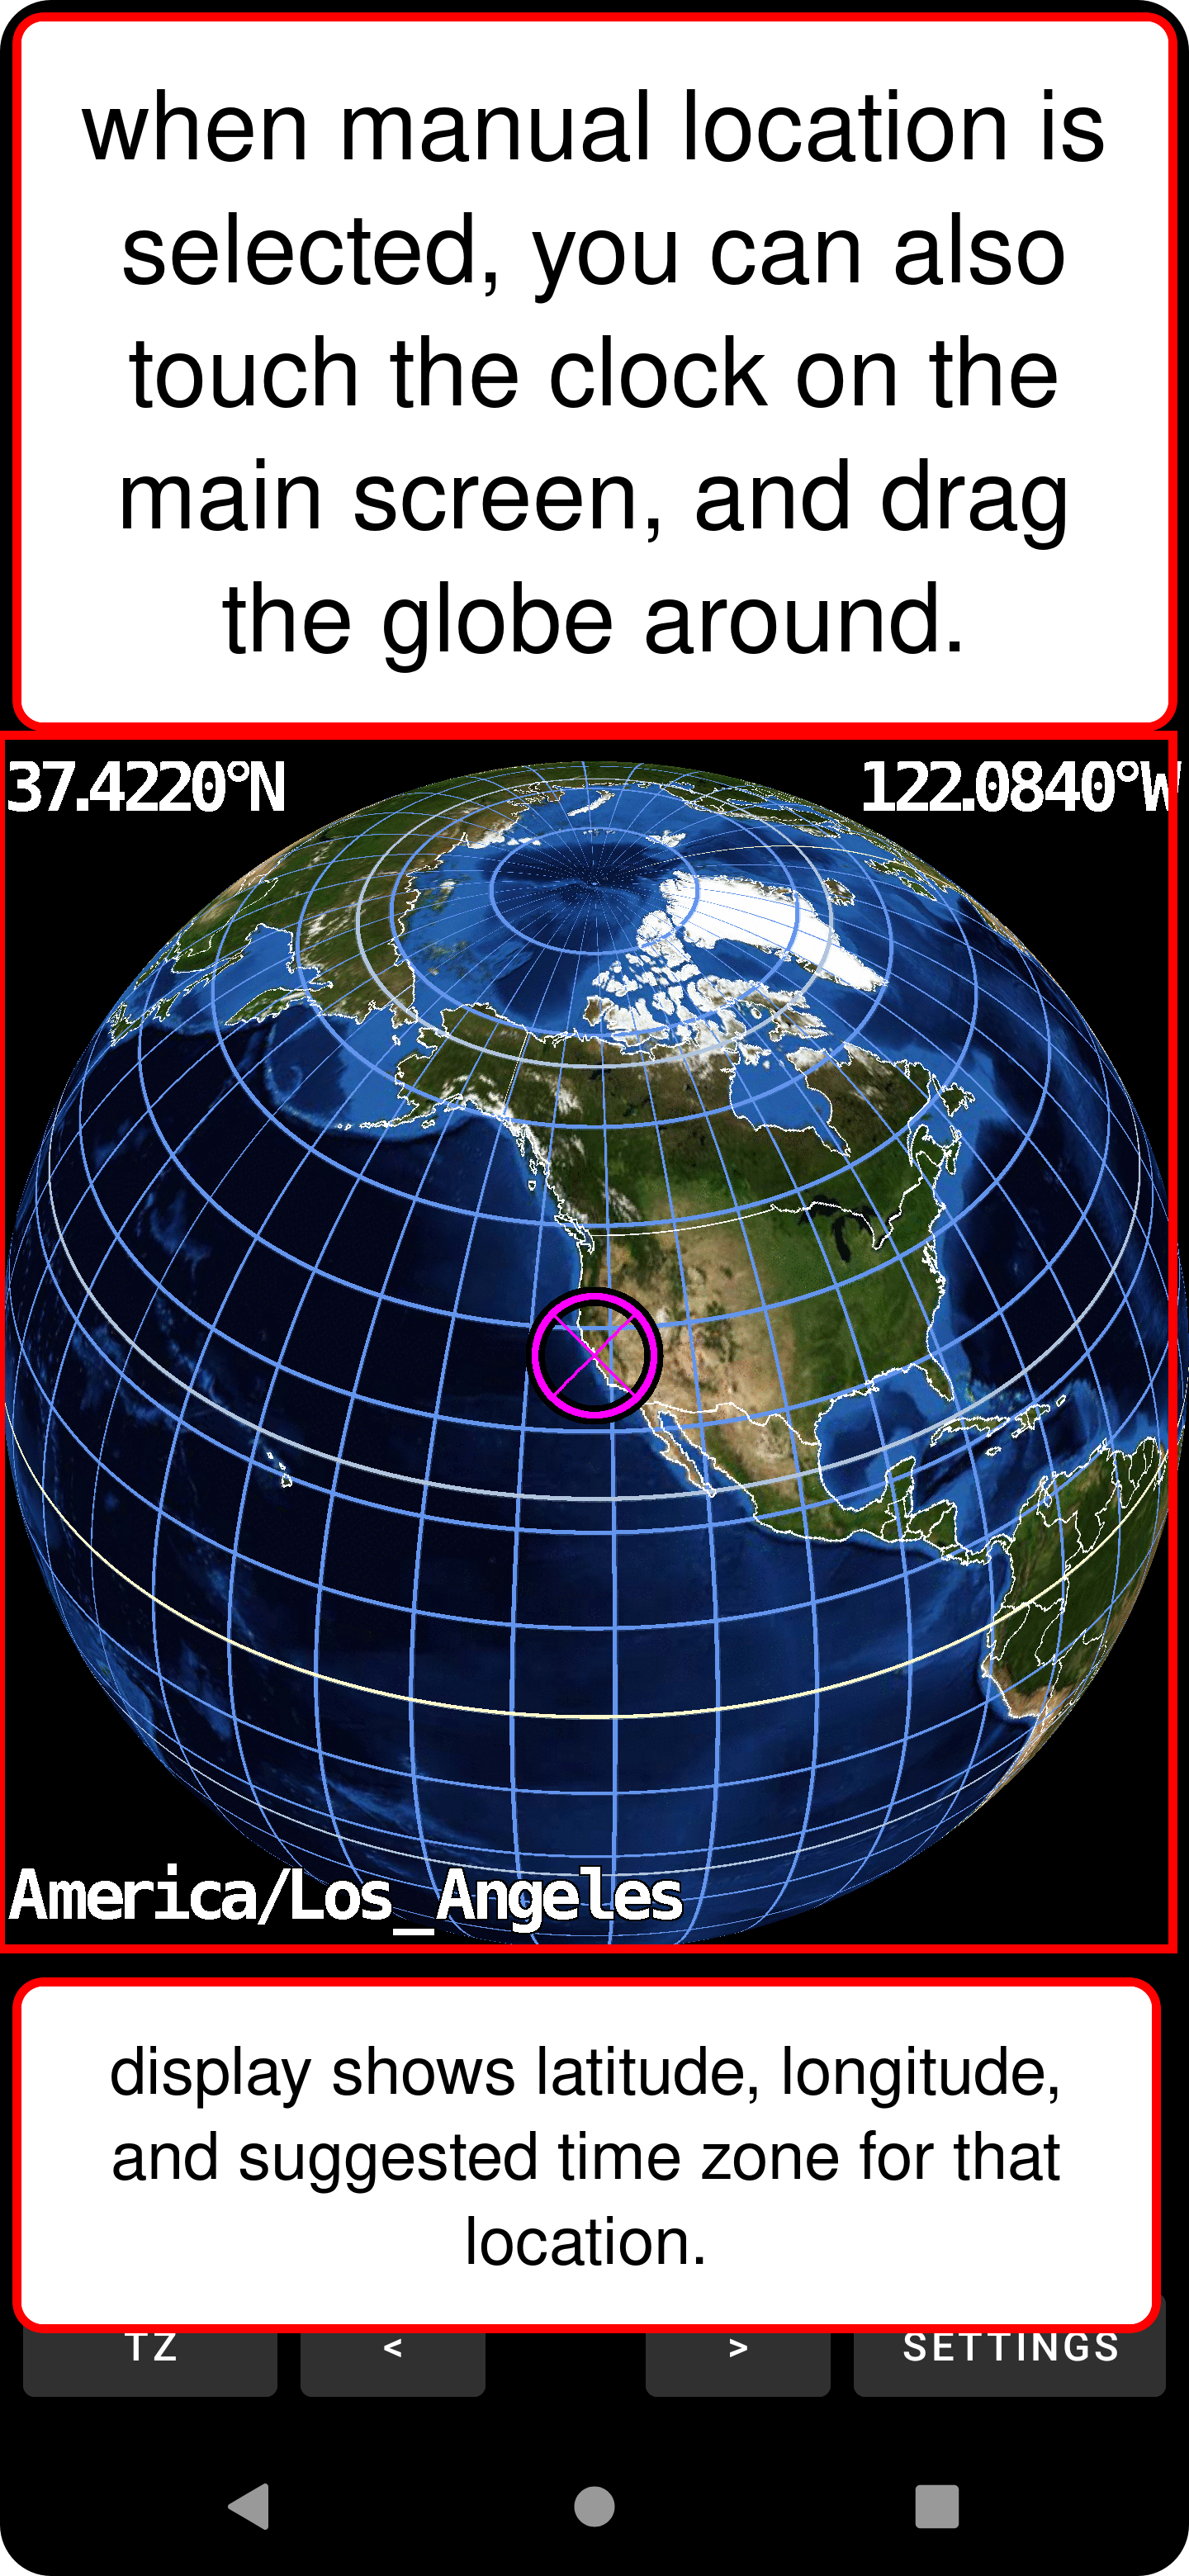 when manual location is
selected, you can also
touch the clock on the
main screen, and drag
the globe around.
37.4220°N 122.0840°W
America/Los_Angeles
display shows latitude, longitude,
and suggested time zone for that
location.
TZ < > SETTINGS